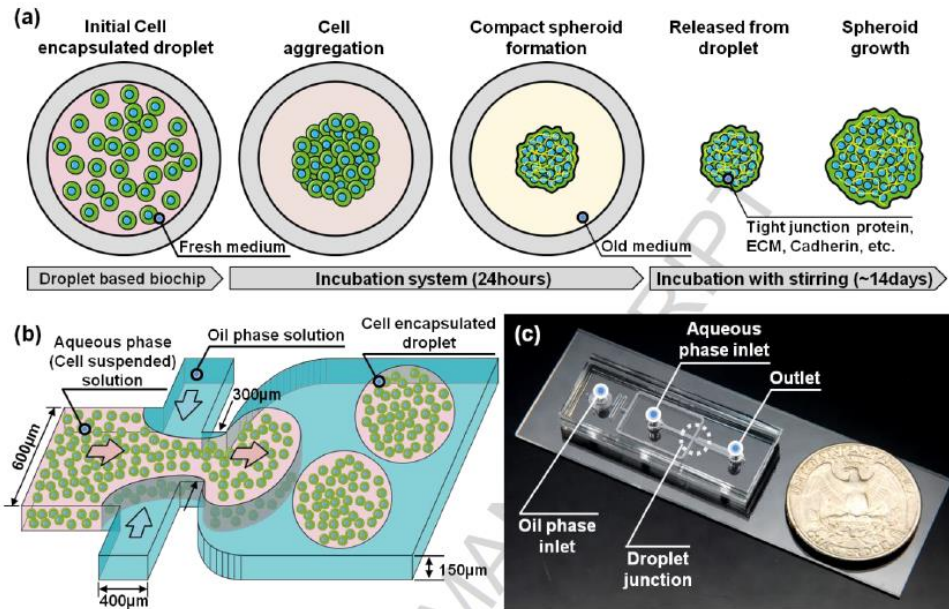 (a)
Initial Cell
encapsulated droplet
Cell
aggregation
Compact spheroid
formation
Released from
droplet
Spheroid
growth
Fresh medium
Old medium
Tight junction protein,
ECM, Cadherin, etc.
Droplet based biochip
Incubation system (24hours)
Incubation with stirring (~14days)
(b)
Aqueous phase
(Cell suspended)
solution
Oil phase solution
Cell encapsulated
droplet
300μm
600μm
400μm
150μm
(c)
Aqueous
phase inlet
Outlet
Oil phase
inlet
Droplet
junction